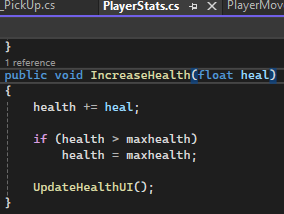 _PickUp.cs PlayerStats.cs PlayerMov
}
1 reference
public void IncreaseHealth(float heal)
{
health += heal;
if (health > maxhealth)
health = maxhealth;
UpdateHealthUI();
}